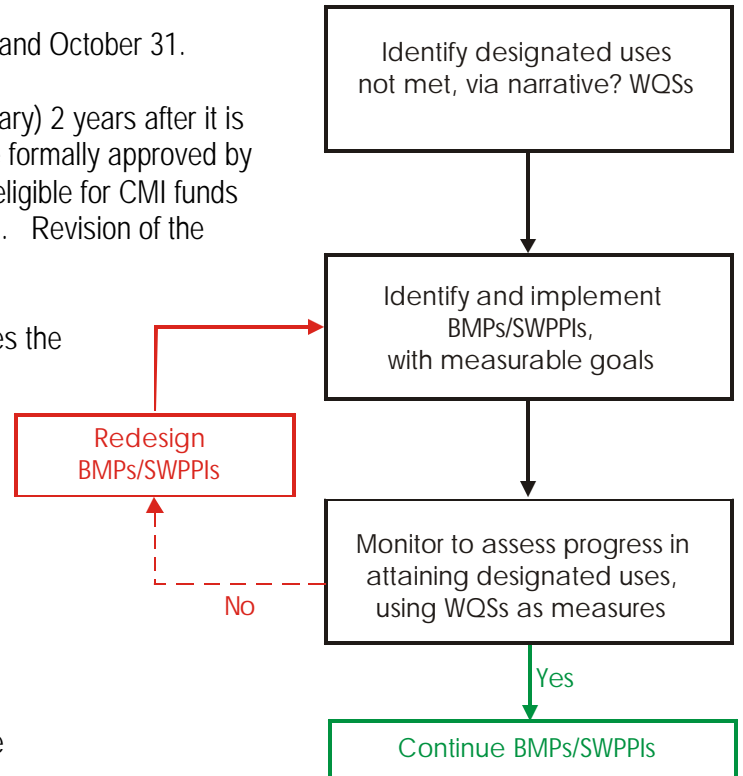 and October 31.
ary) 2 years after it is
formally approved by
eligible for CMI funds
. Revision of the
es the
e
Identify designated uses
not met, via narrative? WQSs
Identify and implement
BMPs/SWPPIs,
with measurable goals
Redesign
BMPs/SWPPIs
Monitor to assess progress in
attaining designated uses,
using WQSs as measures
No
Yes
Continue BMPs/SWPPIs